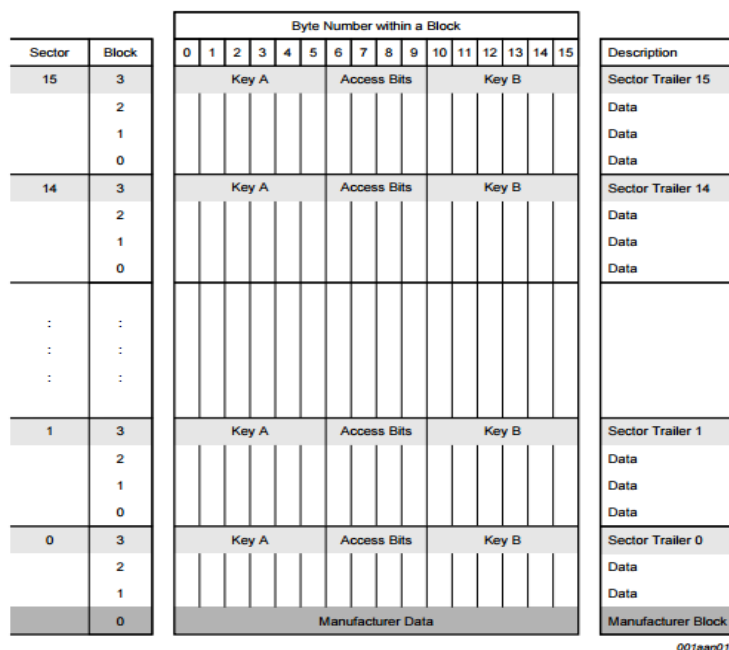 Byte Number within a Block
Sector Block 0 1 2 3 4 5 6 7 8 9 10 11 12 13 14 15 Description
15 3 Key A Access Bits Key B Sector Trailer 15
2 Data
1 Data
0 Data
14 3 Key A Access Bits Key B Sector Trailer 14
2 Data
1 Data
0 Data
: :
: :
: :
1 3 Key A Access Bits Key B Sector Trailer 1
2 Data
1 Data
0 Data
0 3 Key A Access Bits Key B Sector Trailer 0
2 Data
1 Data
0 Manufacturer Data Manufacturer Block